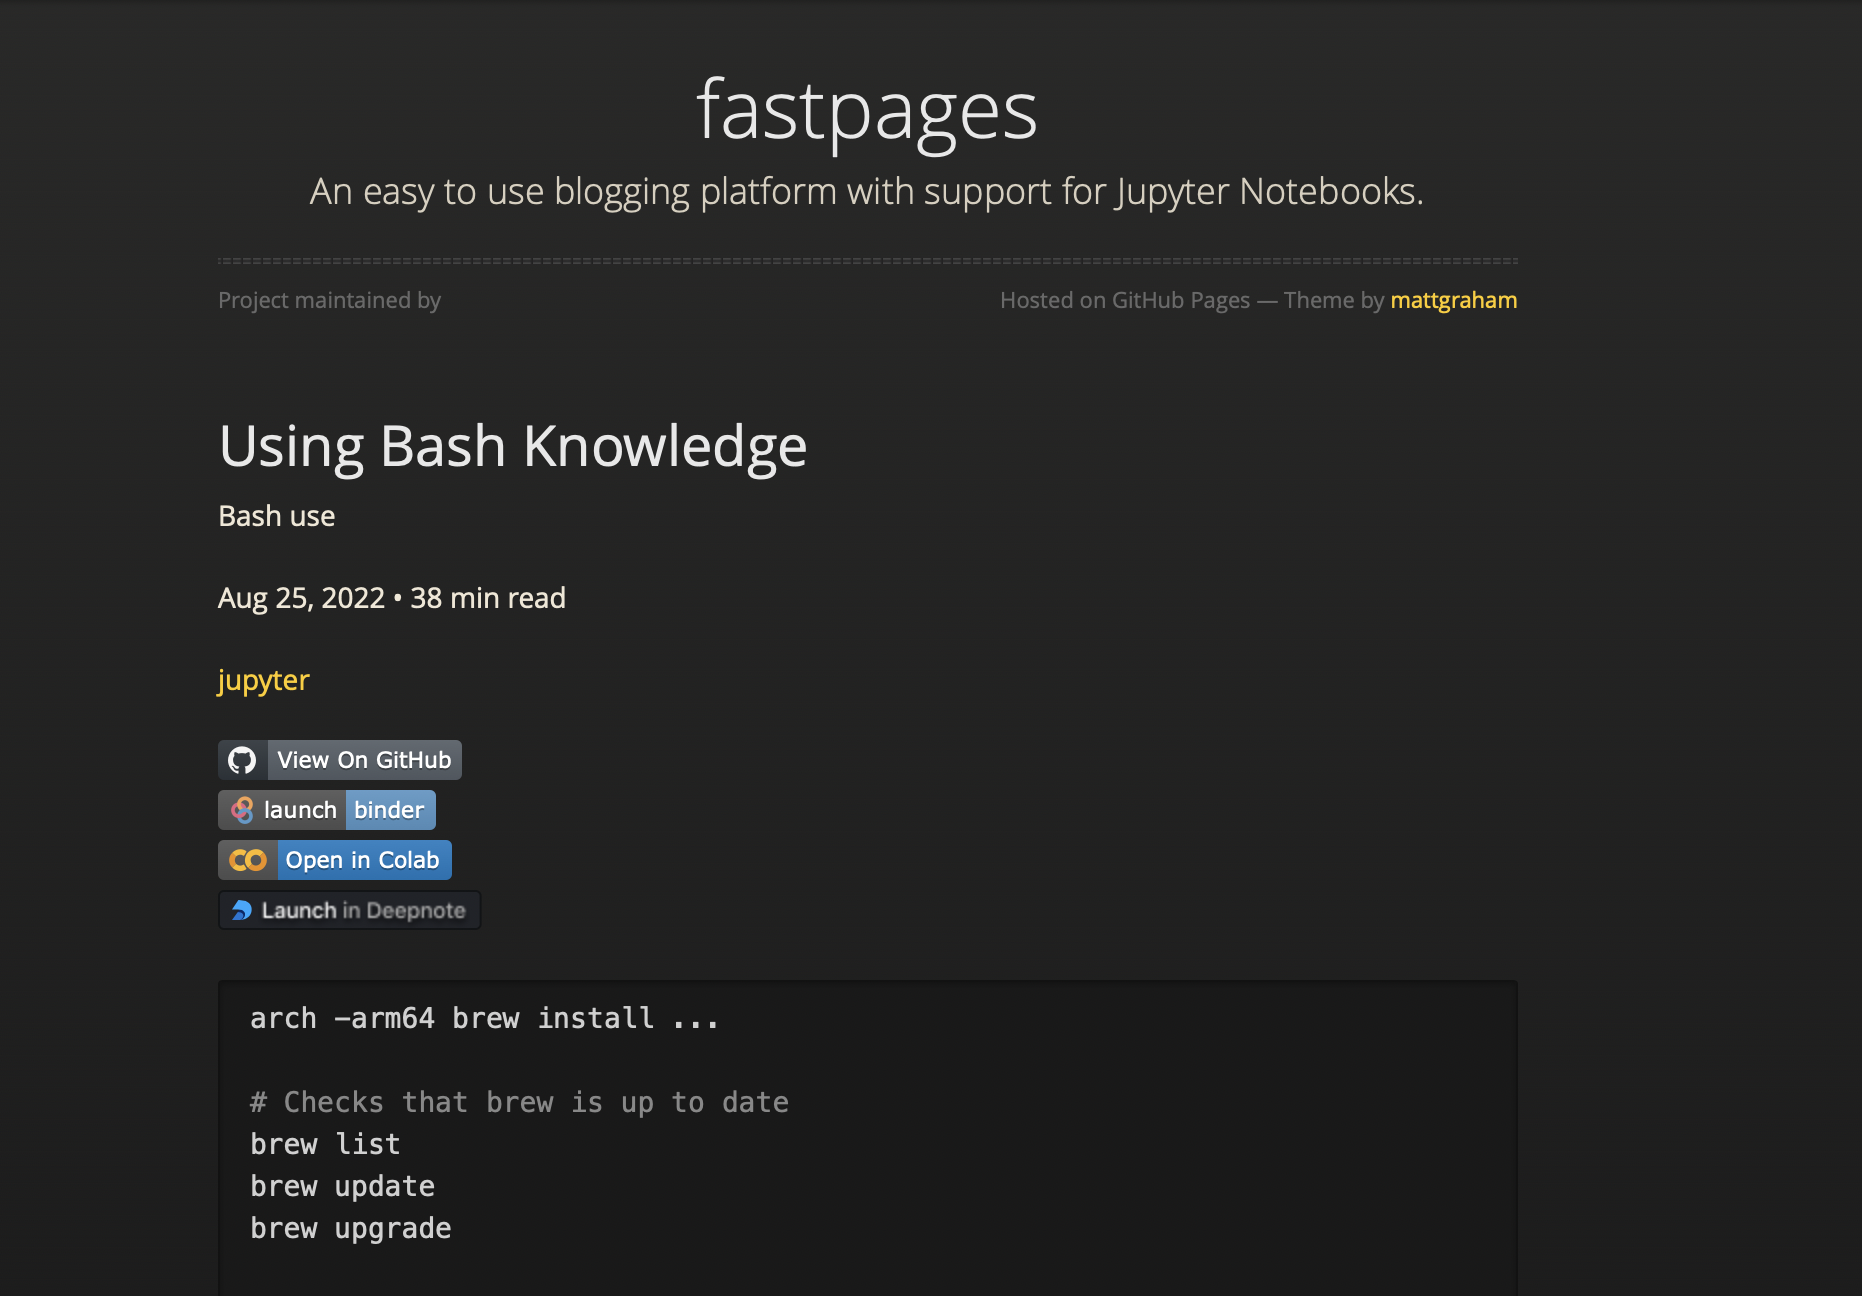 fastpages
An easy to use blogging platform with support for Jupyter Notebooks.
Project maintained by
Hosted on GitHub Pages — Theme by mattgraham
Using Bash Knowledge
Bash use
Aug 25, 2022 • 38 min read
jupyter
View On GitHub
launch binder
Open in Colab
Launch in Deepnote
arch -arm64 brew install ...
# Checks that brew is up to date
brew list
brew update
brew upgrade